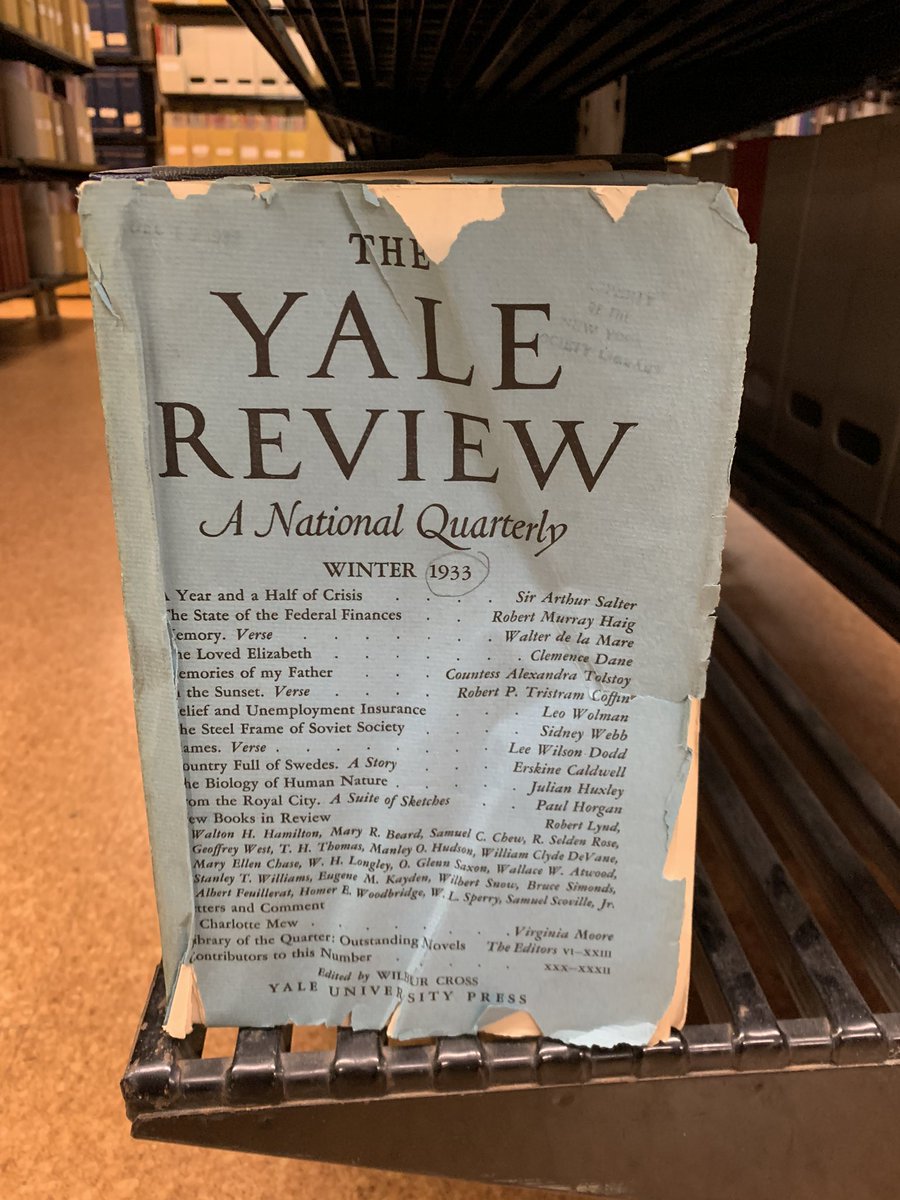 THE
YALE
REVIEW
A National Quarterly
WINTER 1933
A Year and a Half of Crisis . . . . Sir Arthur Salter
The State of the Federal Finances . . Robert Murray Haig
emory. Verse . . . . . . . Walter de la Mare
he Loved Elizabeth . . . . . . . Clemence Dane
emories of my Father . . . Countess Alexandra Tolstoy
n the Sunset. Verse . . . . Robert P. Tristram Coffin
elief and Unemployment Insurance . . . Leo Wolman
he Steel Frame of Soviet Society . . . . Sidney Webb
ames. Verse . . . . . . . . Lee Wilson Dodd
ountry Full of Swedes. A Story . . . Erskine Caldwell
he Biology of Human Nature . . . . . Julian Huxley
rom the Royal City. A Suite of Sketches . . Paul Horgan
ew Books in Review Robert Lynd,
Walton H. Hamilton, Mary R. Beard, Samuel C. Chew, R. Selden Rose,
Geoffrey West, T. H. Thomas, Manley O. Hudson, William Clyde DeVane,
Mary Ellen Chase, W. H. Longley, O. Glenn Saxon, Wallace W. Atwood,
Stanley T. Williams, Eugene M. Kayden, Wilbert Snow, Bruce Simonds,
Albert Feuillerat, Homer E. Woodbridge, W. L. Sperry, Samuel Scoville, Jr.
tters and Comment
Charlotte Mew . . . . . . . . Virginia Moore
ibrary of the Quarter: Outstanding Novels The Editors VI–XXIII
ontributors to this Number . . . . . XXX–XXXII
Edited by WILBUR CROSS
YALE UNIVERSITY PRESS
OF THE
NEW YORK
SOCIETY LIBRARY